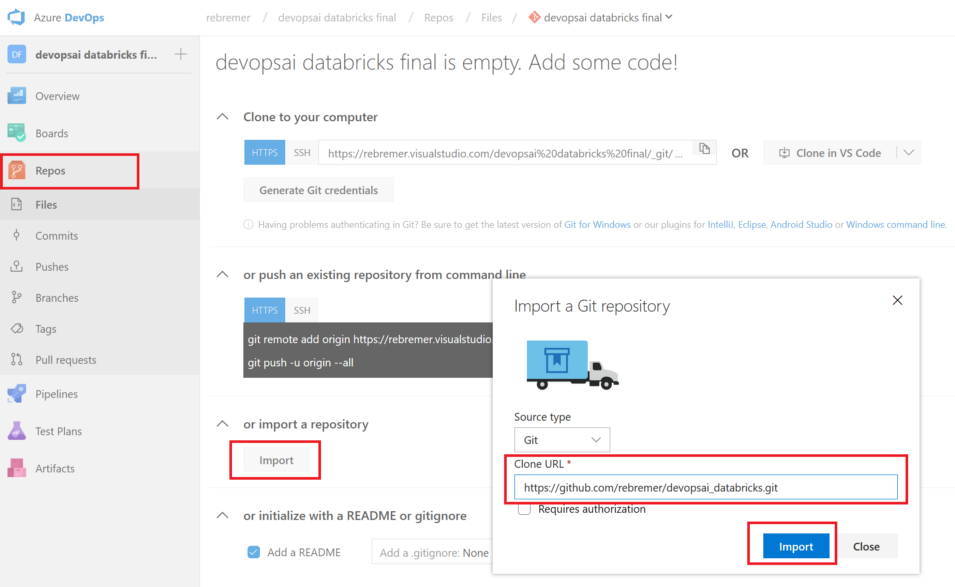 Azure DevOps
rebremer / devopsai databricks final / Repos / Files / devopsai databricks final
DF devopsai databricks fi...
Overview
Boards
Repos
Files
Commits
Pushes
Branches
Tags
Pull requests
Pipelines
Test Plans
Artifacts
devopsai databricks final is empty. Add some code!
Clone to your computer
HTTPS SSH https://rebremer.visualstudio.com/devopsai%20databricks%20final/_git/ ... OR Clone in VS Code
Generate Git credentials
Having problems authenticating in Git? Be sure to get the latest version of Git for Windows or our plugins for IntelliJ, Eclipse, Android Studio or Windows command line.
or push an existing repository from command line
HTTPS SSH
git remote add origin https://rebremer.visualstudio.
git push -u origin --all
or import a repository
Import
or initialize with a README or gitignore
Add a README Add a .gitignore: None
Import a Git repository
Source type
Git
Clone URL *
https://github.com/rebremer/devopsai_databricks.git
Requires authorization
Import Close